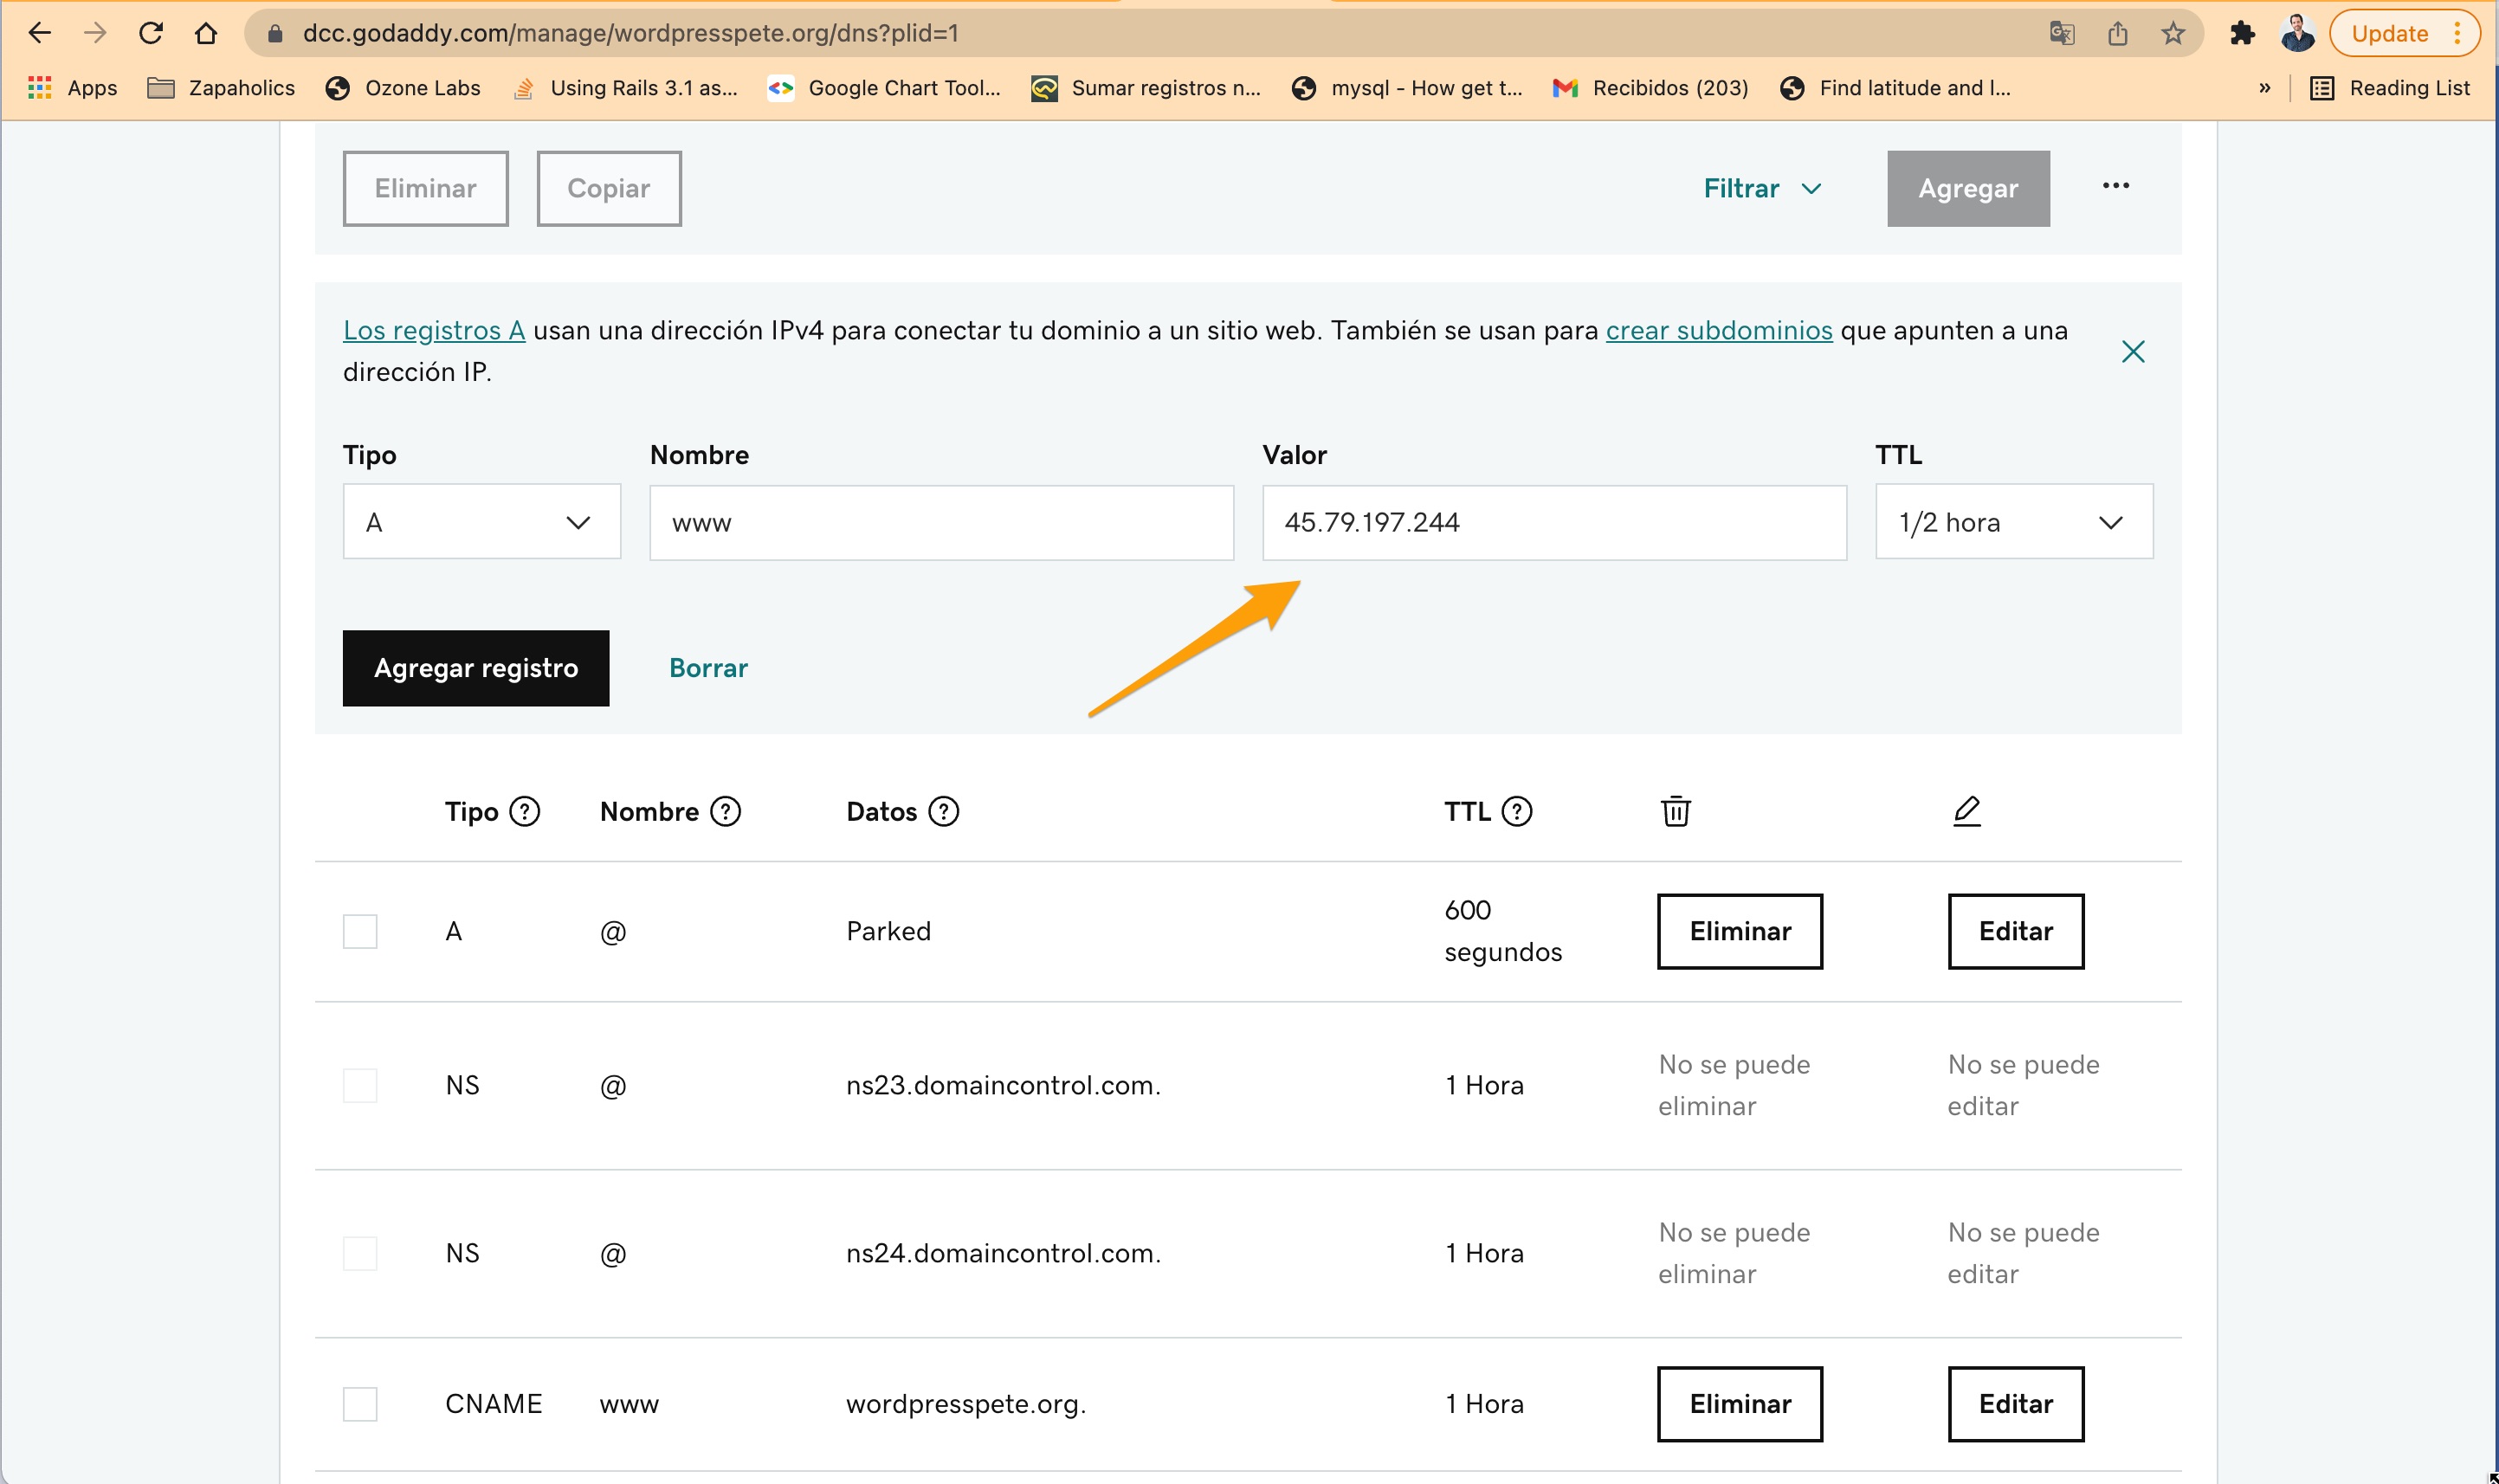 dcc.godaddy.com/manage/wordpresspete.org/dns?plid=1
Update
Apps
Zapaholics
Ozone Labs
Using Rails 3.1 as...
Google Chart Tool...
Sumar registros n...
mysql - How get t...
Recibidos (203)
Find latitude and l...
»
Reading List
Eliminar
Copiar
Filtrar
Agregar
Los registros A usan una dirección IPv4 para conectar tu dominio a un sitio web. También se usan para crear subdominios que apunten a una
dirección IP.
Tipo Nombre Valor TTL
A www 45.79.197.244 1/2 hora
Agregar registro Borrar
Tipo ? Nombre ? Datos ? TTL ?
A @ Parked 600 segundos Eliminar Editar
NS @ ns23.domaincontrol.com. 1 Hora No se puede eliminar No se puede editar
NS @ ns24.domaincontrol.com. 1 Hora No se puede eliminar No se puede editar
CNAME www wordpresspete.org. 1 Hora Eliminar Editar